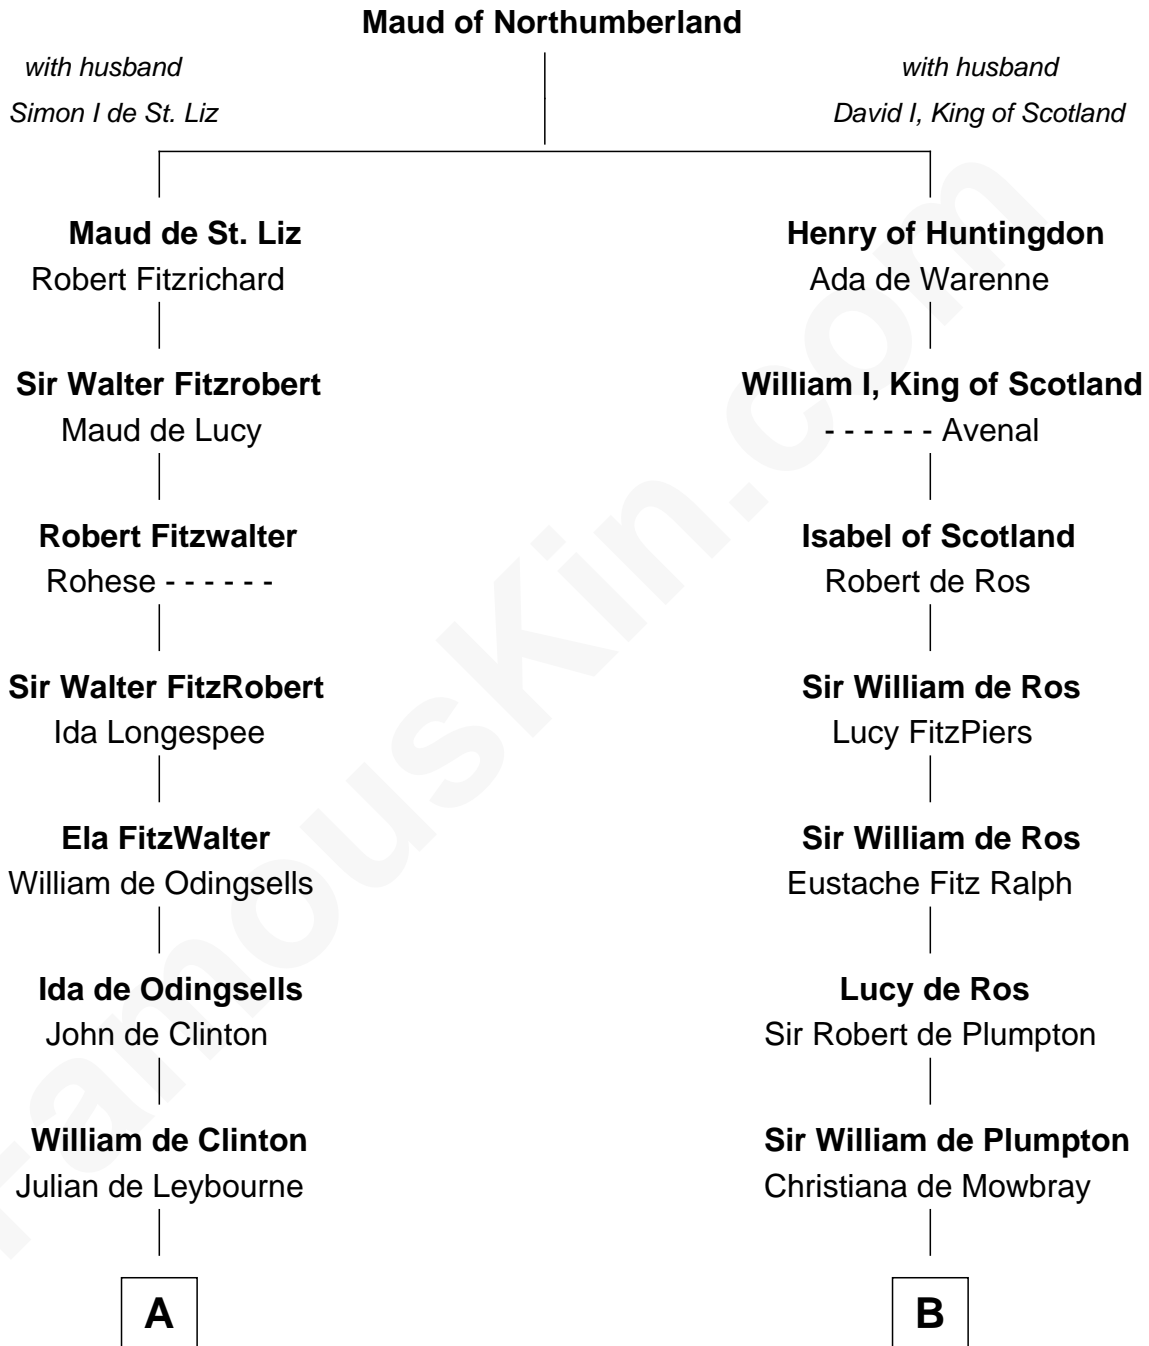 Maud of Northumberland
with husband
Simon I de St. Liz
with husband
David I, King of Scotland
Maud de St. Liz
Robert Fitzrichard
Sir Walter Fitzrobert
Maud de Lucy
Robert Fitzwalter
Rohese - - - - - -
Sir Walter FitzRobert
Ida Longespee
Ela FitzWalter
William de Odingsells
Ida de Odingsells
John de Clinton
William de Clinton
Julian de Leybourne
A
Henry of Huntingdon
Ada de Warenne
William I, King of Scotland
- - - - - - Avenal
Isabel of Scotland
Robert de Ros
Sir William de Ros
Lucy FitzPiers
Sir William de Ros
Eustache Fitz Ralph
Lucy de Ros
Sir Robert de Plumpton
Sir William de Plumpton
Christiana de Mowbray
B
FamousKin.com